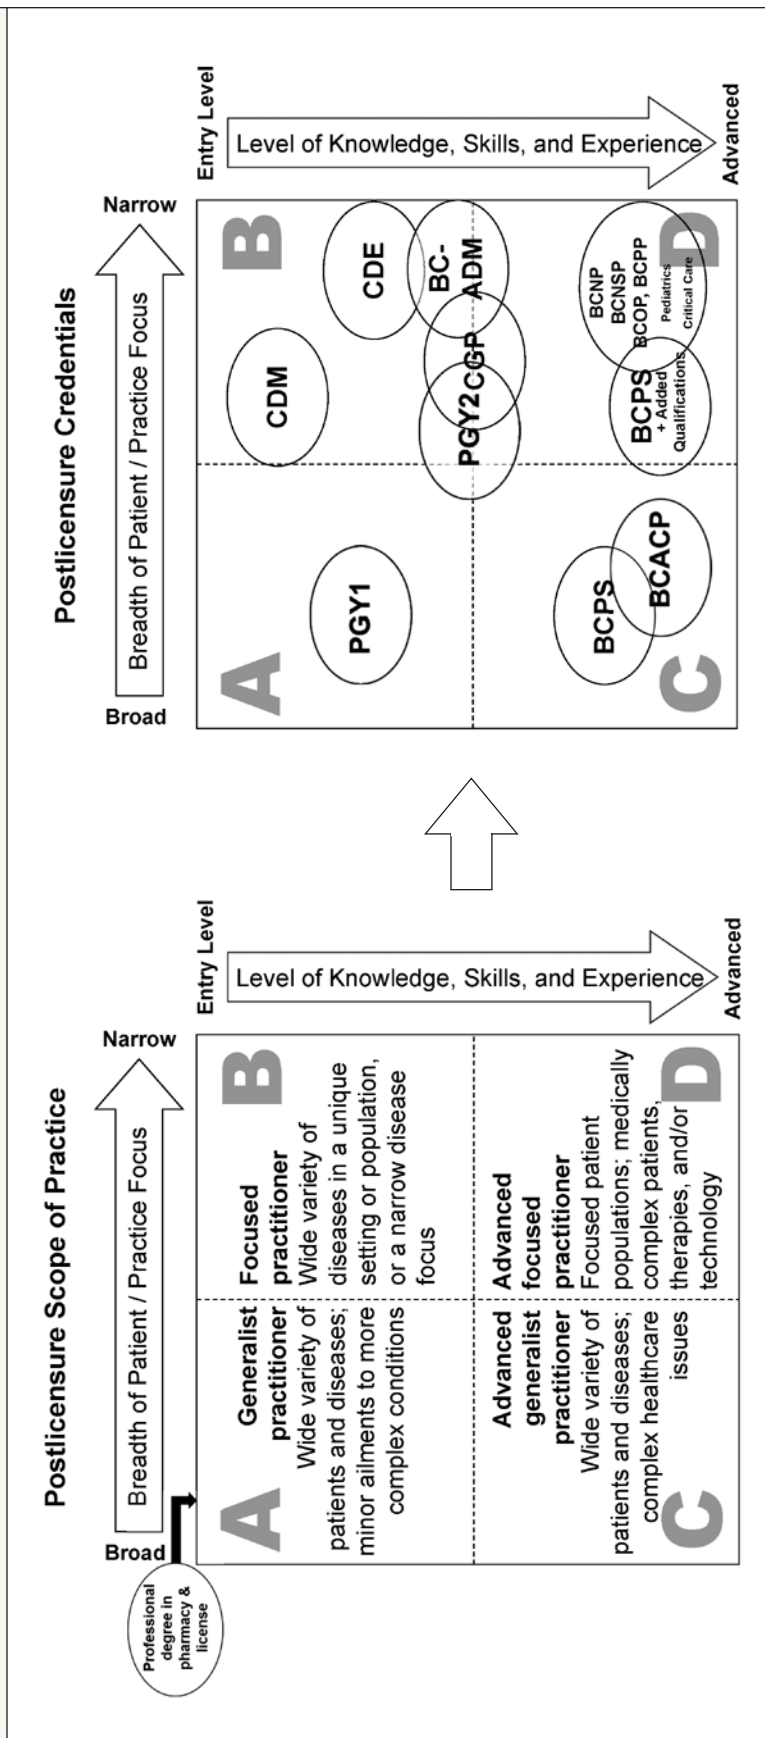 Postlicensure Scope of Practice
Breadth of Patient / Practice Focus
Broad
Narrow
Professional
degree in
pharmacy &
license
Entry Level
Level of Knowledge, Skills, and Experience
Advanced
A
Generalist
practitioner
Wide variety of
patients and diseases;
minor ailments to more
complex conditions
B
Focused
practitioner
Wide variety of
diseases in a unique
setting or population,
or a narrow disease
focus
C
Advanced
generalist
practitioner
Wide variety of
patients and diseases;
complex healthcare
issues
D
Advanced
focused
practitioner
Focused patient
populations; medically
complex patients,
therapies, and/or
technology
Postlicensure Credentials
Breadth of Patient / Practice Focus
Broad
Narrow
Entry Level
Level of Knowledge, Skills, and Experience
Advanced
A
PGY1
B
CDM
CDE
BC-
ADM
CGP
PGY2
C
BCPS
BCACP
D
BCPS
+ Added
Qualifications
BCNP
BCNSP
BCOP, BCPP
Pediatrics
Critical Care